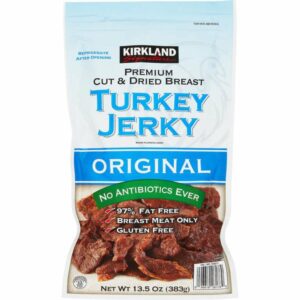 REFRIGERATE
AFTER OPENING
KIRKLAND
Signature
PREMIUM
CUT & DRIED BREAST
TURKEY
JERKY
ORIGINAL
NO ANTIBIOTICS EVER
97% FAT FREE
BREAST MEAT ONLY
GLUTEN FREE
NET WT 13.5 OZ (383g)